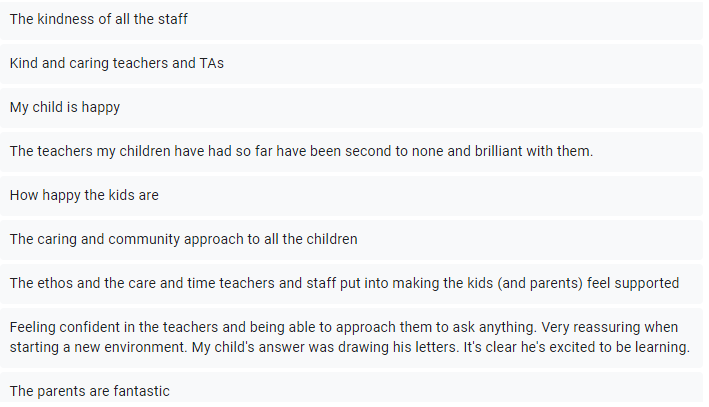 The kindness of all the staff
Kind and caring teachers and TAs
My child is happy
The teachers my children have had so far have been second to none and brilliant with them.
How happy the kids are
The caring and community approach to all the children
The ethos and the care and time teachers and staff put into making the kids (and parents) feel supported
Feeling confident in the teachers and being able to approach them to ask anything. Very reassuring when
starting a new environment. My child's answer was drawing his letters. It's clear he's excited to be learning.
The parents are fantastic